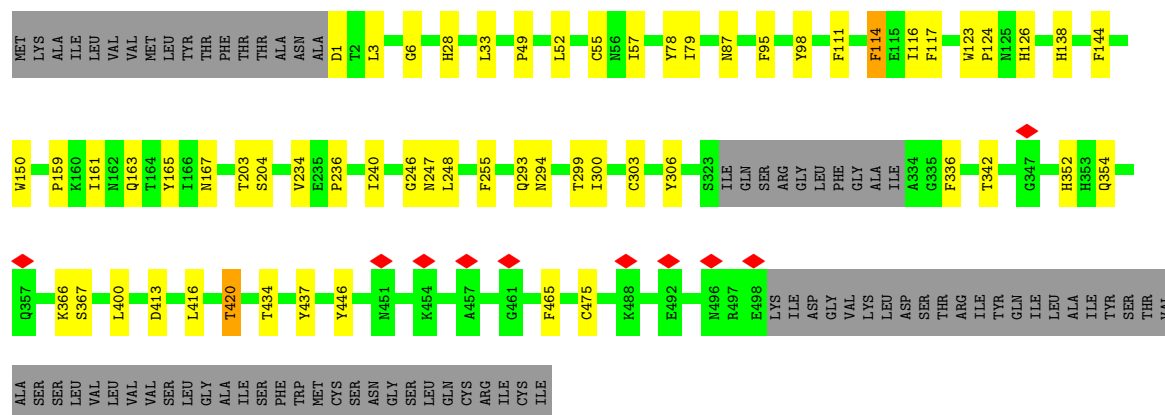 MET LYS ALA ILE LEU VAL VAL MET LEU TYR THR PHE THR THR ALA ASN ALA D1 T2 L3 G6 H28 L33 P49 L52 C55 N56 I57 Y78 I79 N87 F95 Y98 F111 F114 E115 I116 F117 W123 P124 N125 H126 H138 F144
W150 P159 K160 I161 N162 Q163 T164 Y165 I166 N167 T203 S204 V234 E235 P236 I240 G246 N247 L248 F255 Q293 N294 T299 I300 C303 Y306 S323 ILE GLN SER ARG GLY LEU PHE GLY ALA ILE A334 G335 F336 T342 G347 H352 H353 Q354
Q357 K366 S367 L400 D413 L416 T420 T434 Y437 Y446 N451 K454 A457 G461 F465 C475 K488 E492 N496 R497 E498 LYS ILE ASP GLY VAL LYS LEU ASP SER THR ARG ILE TYR GLN ILE LEU ALA ILE TYR SER THR VAL
ALA SER SER LEU VAL LEU VAL VAL SER LEU GLY ALA ILE SER PHE TRP MET CYS SER ASN GLY SER LEU GLN CYS ARG ILE CYS ILE